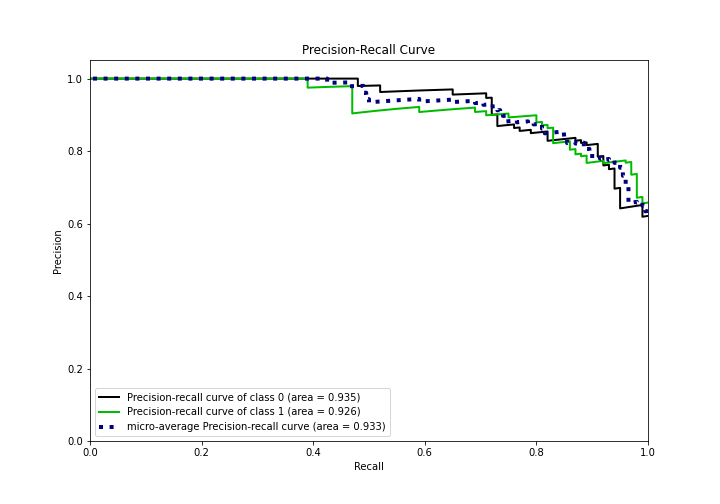 Precision-Recall Curve
1.0
0.8
0.6
0.4
0.2
0.0
Precision
Precision-recall curve of class 0 (area = 0.935)
Precision-recall curve of class 1 (area = 0.926)
micro-average Precision-recall curve (area = 0.933)
0.0 0.2 0.4 0.6 0.8 1.0
Recall